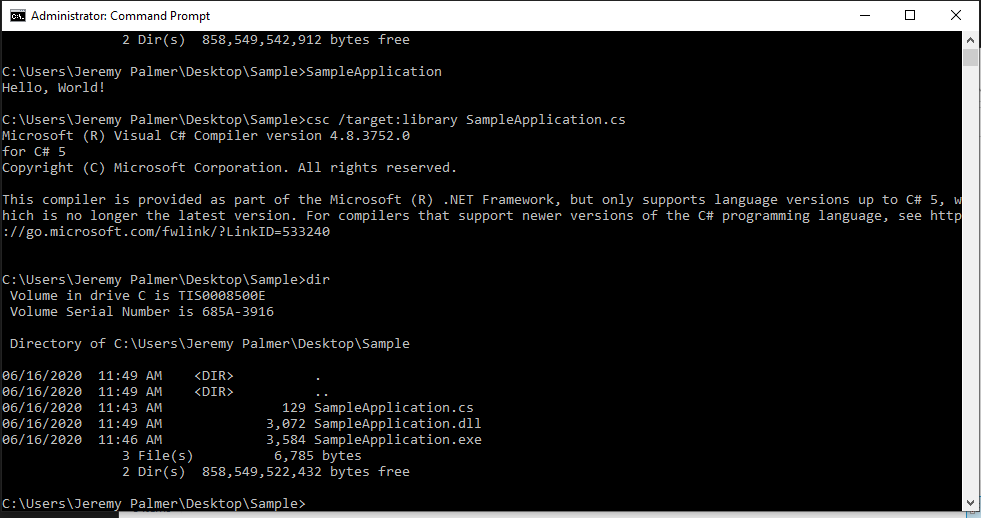 Administrator: Command Prompt
2 Dir(s)  858,549,542,912 bytes free
C:\Users\Jeremy Palmer\Desktop\Sample>SampleApplication
Hello, World!
C:\Users\Jeremy Palmer\Desktop\Sample>csc /target:library SampleApplication.cs
Microsoft (R) Visual C# Compiler version 4.8.3752.0
for C# 5
Copyright (C) Microsoft Corporation. All rights reserved.
This compiler is provided as part of the Microsoft (R) .NET Framework, but only supports language versions up to C# 5, w
hich is no longer the latest version. For compilers that support newer versions of the C# programming language, see http
://go.microsoft.com/fwlink/?LinkID=533240
C:\Users\Jeremy Palmer\Desktop\Sample>dir
Volume in drive C is TIS0008500E
Volume Serial Number is 685A-3916
Directory of C:\Users\Jeremy Palmer\Desktop\Sample
06/16/2020  11:49 AM    <DIR>          .
06/16/2020  11:49 AM    <DIR>          ..
06/16/2020  11:43 AM               129 SampleApplication.cs
06/16/2020  11:49 AM             3,072 SampleApplication.dll
06/16/2020  11:46 AM             3,584 SampleApplication.exe
3 File(s)          6,785 bytes
2 Dir(s)  858,549,522,432 bytes free
C:\Users\Jeremy Palmer\Desktop\Sample>